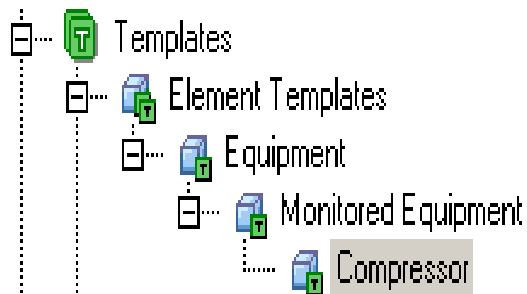 Templates
Element Templates
Equipment
Monitored Equipment
Compressor